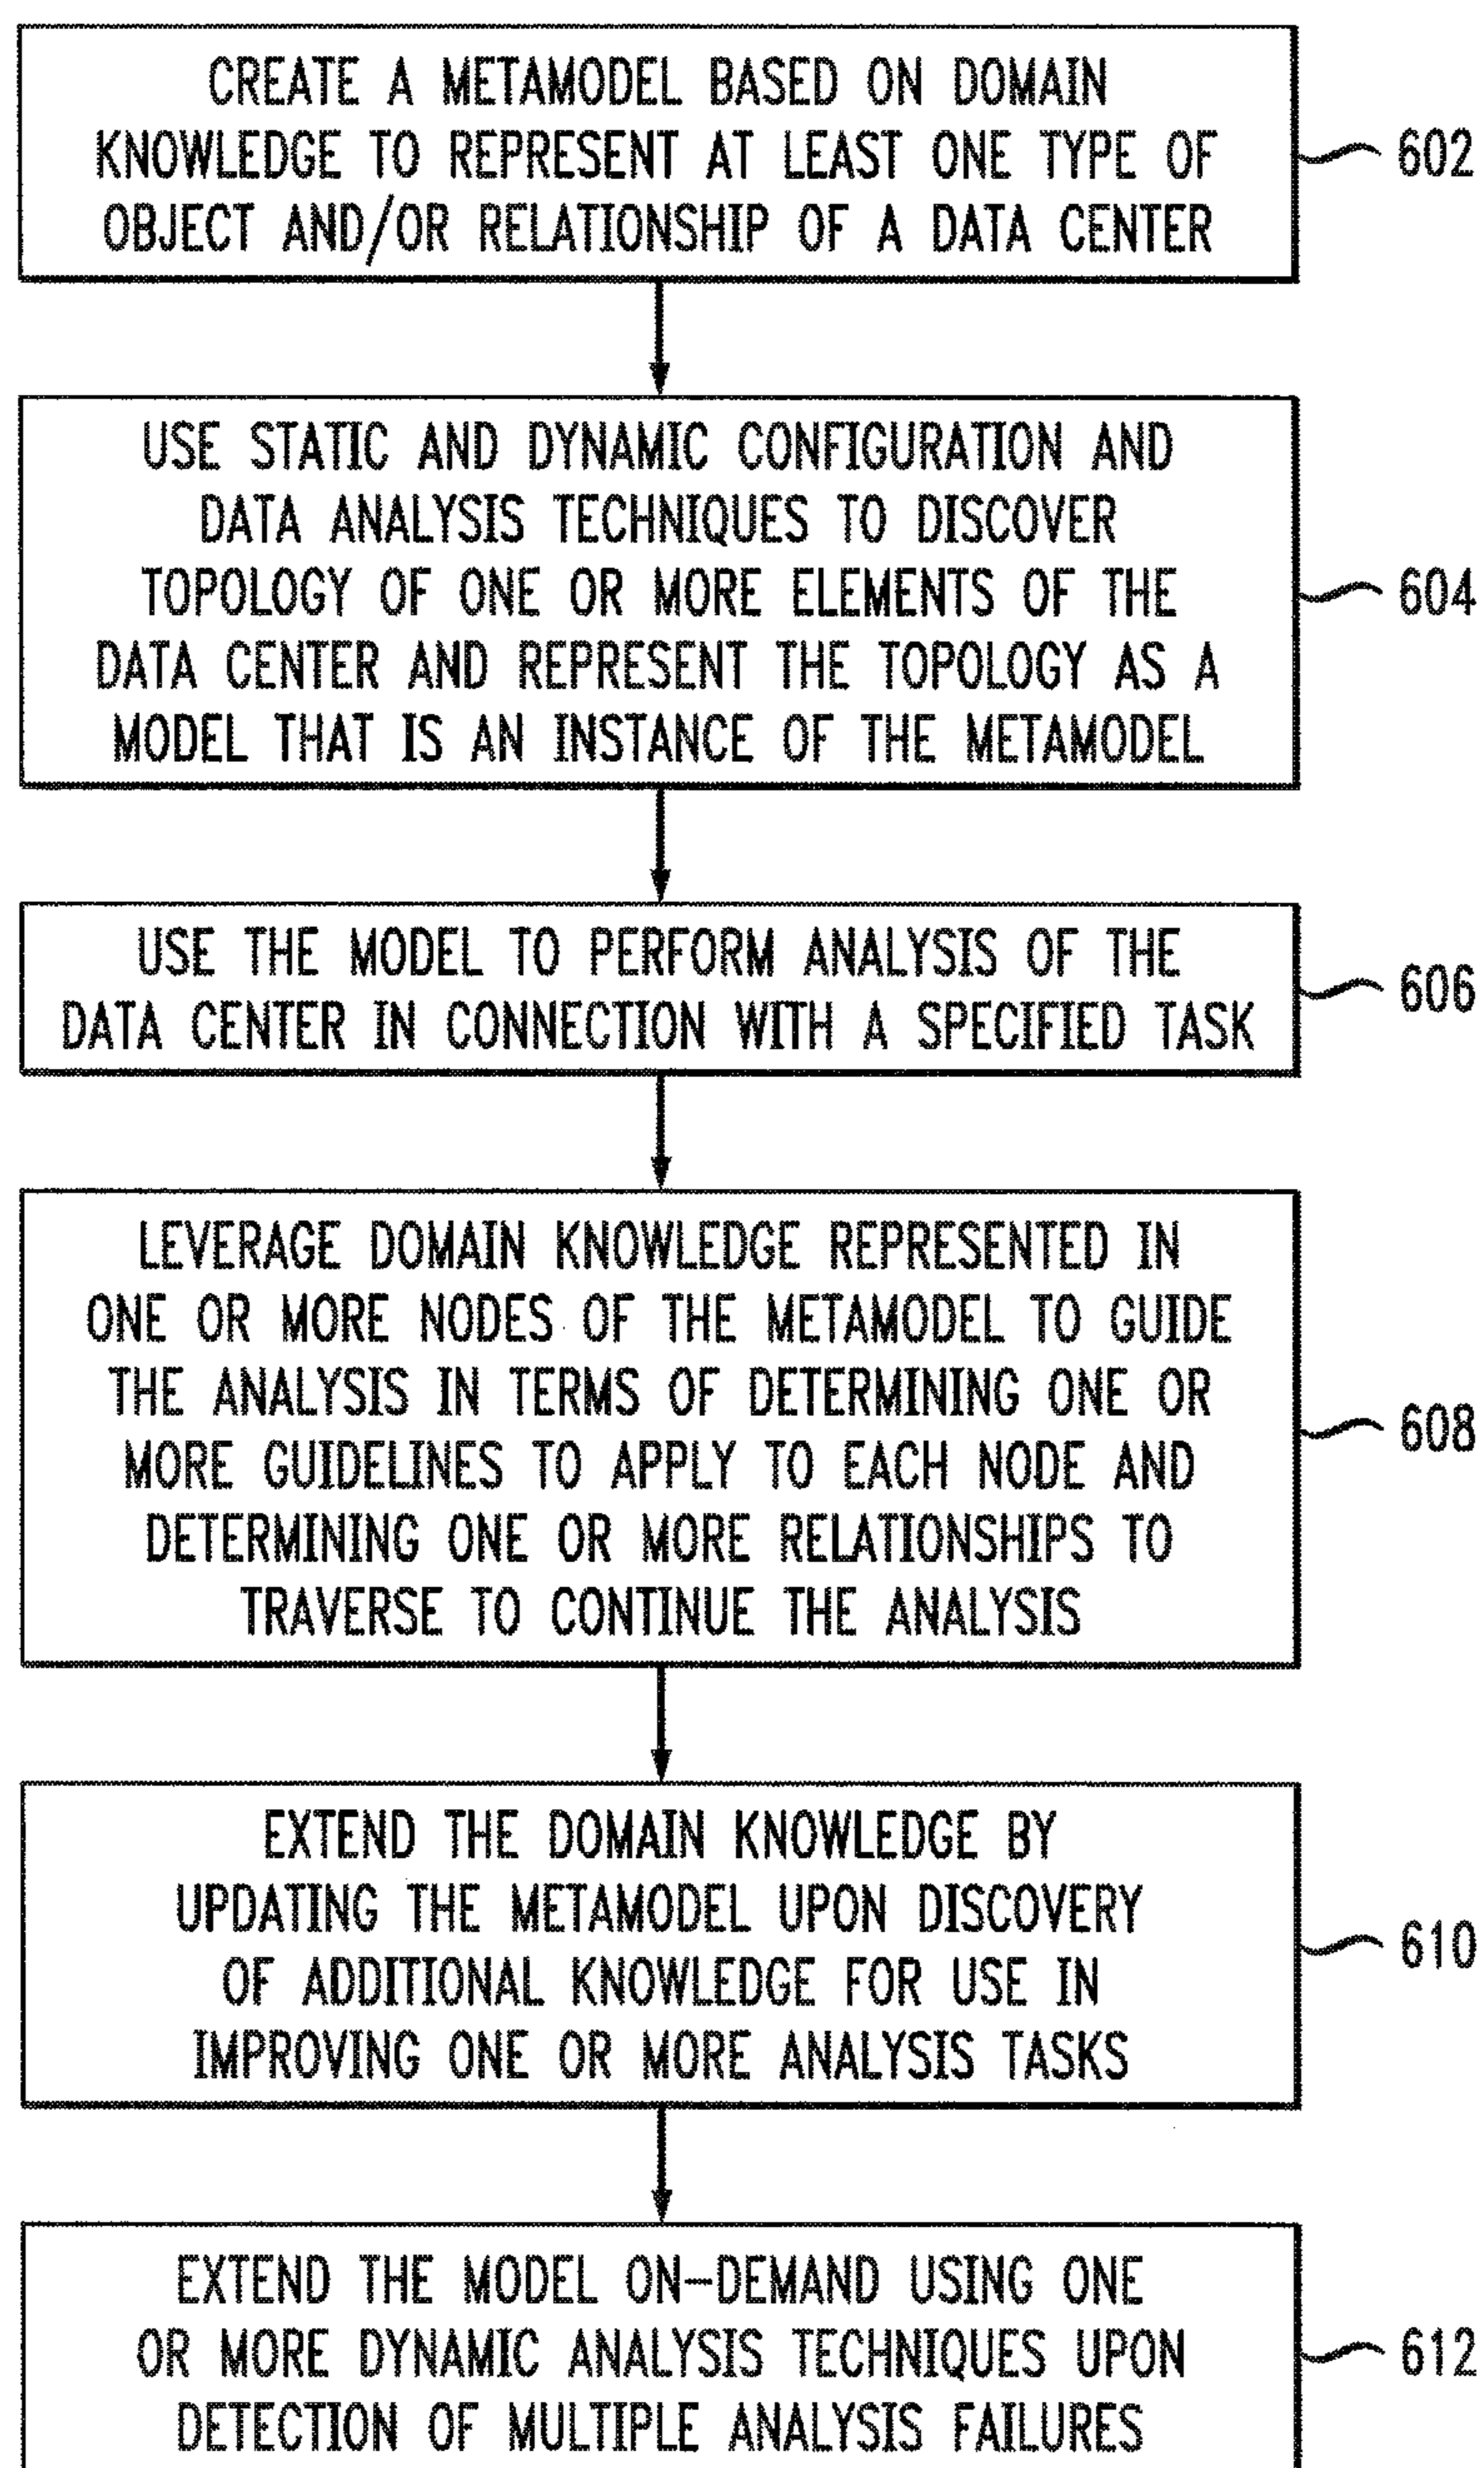 CREATE A METAMODEL BASED ON DOMAIN
KNOWLEDGE TO REPRESENT AT LEAST ONE TYPE OF
OBJECT AND/OR RELATIONSHIP OF A DATA CENTER
602
USE STATIC AND DYNAMIC CONFIGURATION AND
DATA ANALYSIS TECHNIQUES TO DISCOVER
TOPOLOGY OF ONE OR MORE ELEMENTS OF THE
DATA CENTER AND REPRESENT THE TOPOLOGY AS A
MODEL THAT IS AN INSTANCE OF THE METAMODEL
604
USE THE MODEL TO PERFORM ANALYSIS OF THE
DATA CENTER IN CONNECTION WITH A SPECIFIED TASK
606
LEVERAGE DOMAIN KNOWLEDGE REPRESENTED IN
ONE OR MORE NODES OF THE METAMODEL TO GUIDE
THE ANALYSIS IN TERMS OF DETERMINING ONE OR
MORE GUIDELINES TO APPLY TO EACH NODE AND
DETERMINING ONE OR MORE RELATIONSHIPS TO
TRAVERSE TO CONTINUE THE ANALYSIS
608
EXTEND THE DOMAIN KNOWLEDGE BY
UPDATING THE METAMODEL UPON DISCOVERY
OF ADDITIONAL KNOWLEDGE FOR USE IN
IMPROVING ONE OR MORE ANALYSIS TASKS
610
EXTEND THE MODEL ON-DEMAND USING ONE
OR MORE DYNAMIC ANALYSIS TECHNIQUES UPON
DETECTION OF MULTIPLE ANALYSIS FAILURES
612